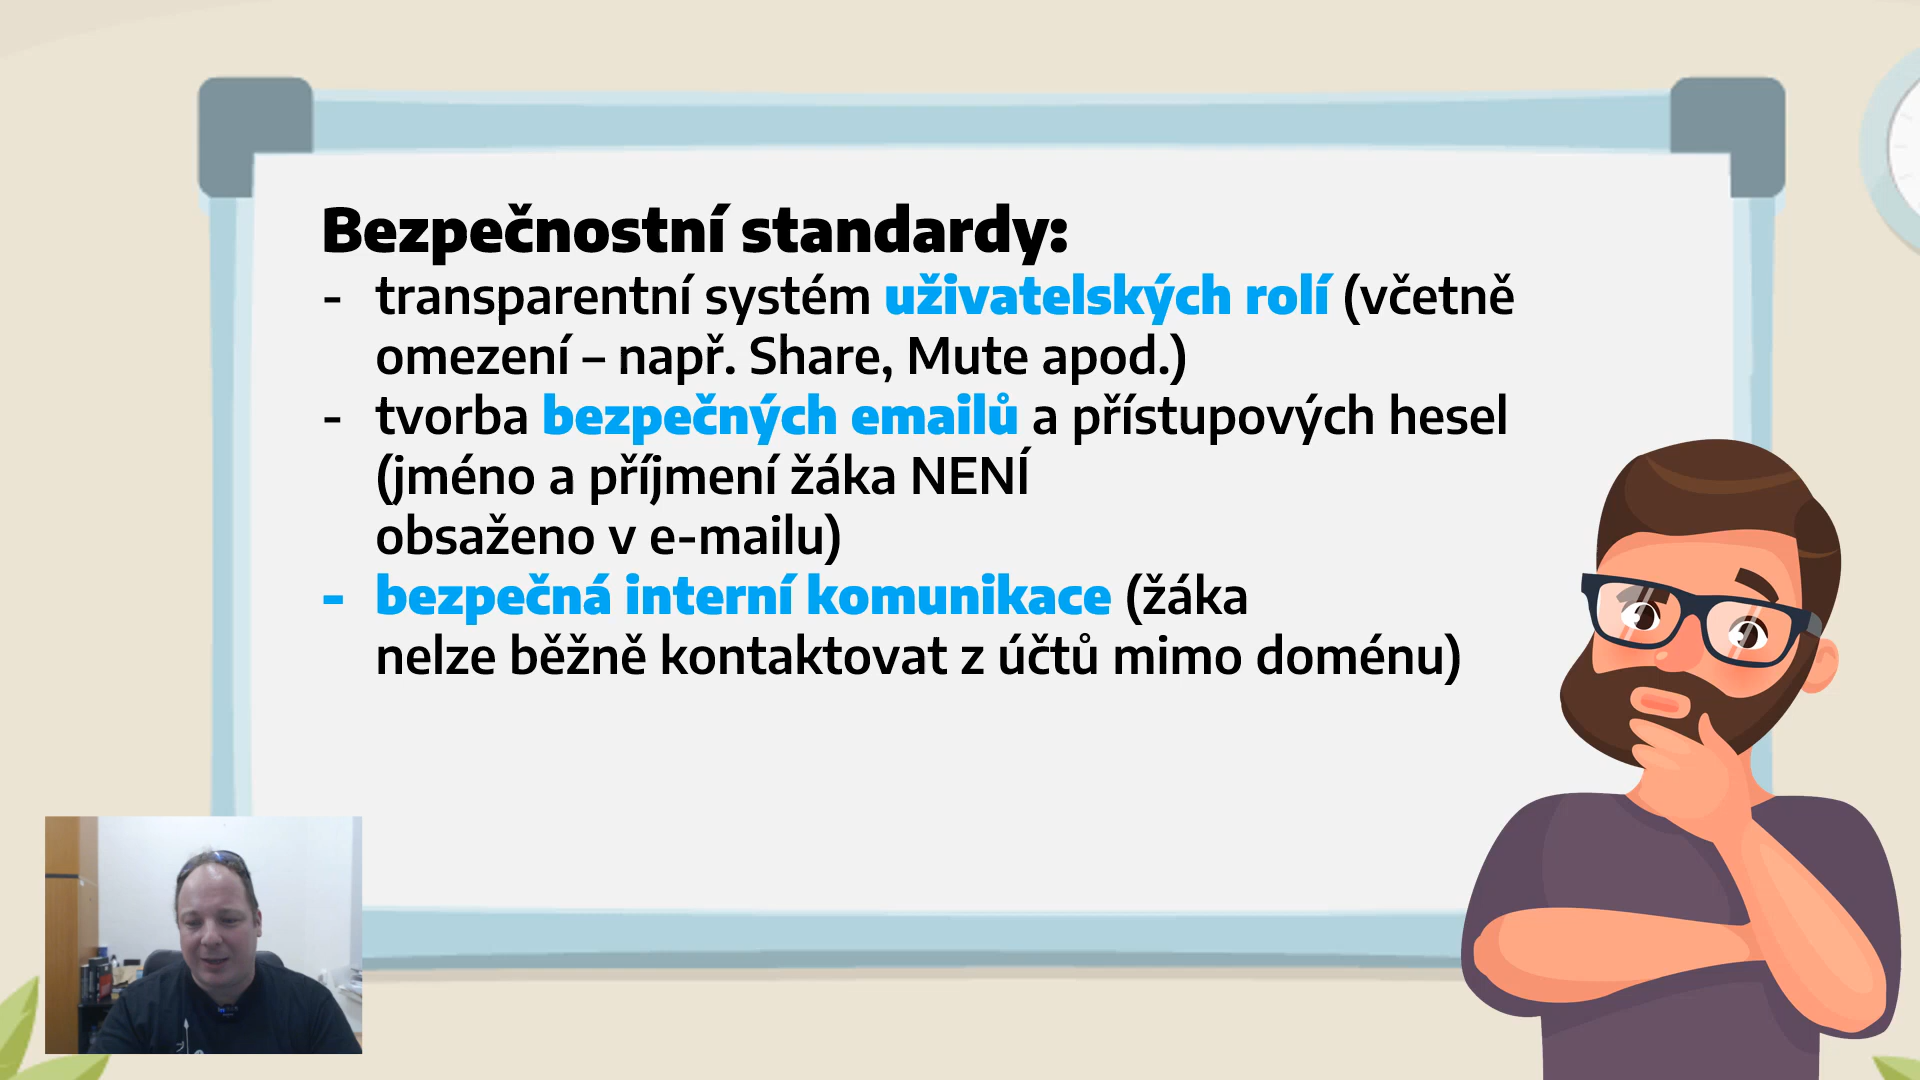 Bezpečnostní standardy:
- transparentní systém uživatelských rolí (včetně
omezení – např. Share, Mute apod.)
- tvorba bezpečných emailů a přístupových hesel
(jméno a příjmení žáka NENÍ
obsaženo v e-mailu)
- bezpečná interní komunikace (žáka
nelze běžně kontaktovat z účtů mimo doménu)